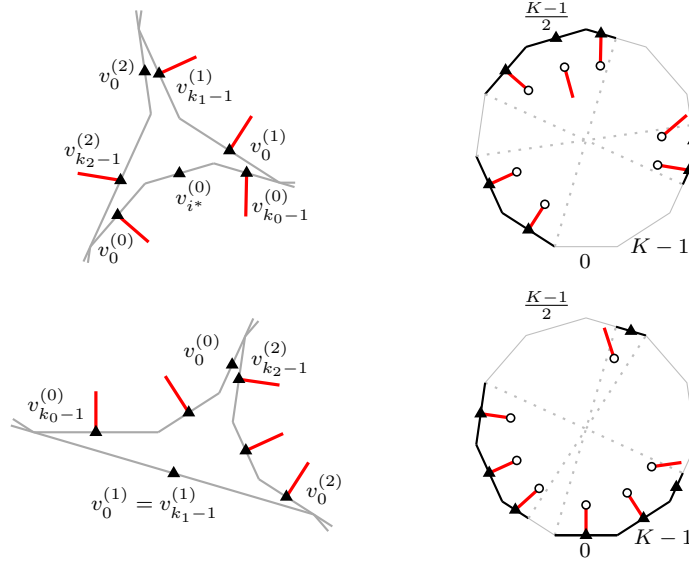 v_0^{(2)}
v_{k_1-1}^{(1)}
v_{k_2-1}^{(2)}
v_0^{(1)}
v_{i*}^{(0)}
v_{k_0-1}^{(0)}
v_0^{(0)}
\frac{K-1}{2}
0
K-1
v_0^{(0)}
v_{k_2-1}^{(2)}
v_{k_0-1}^{(0)}
v_0^{(1)} = v_{k_1-1}^{(1)}
v_0^{(2)}
\frac{K-1}{2}
0
K-1